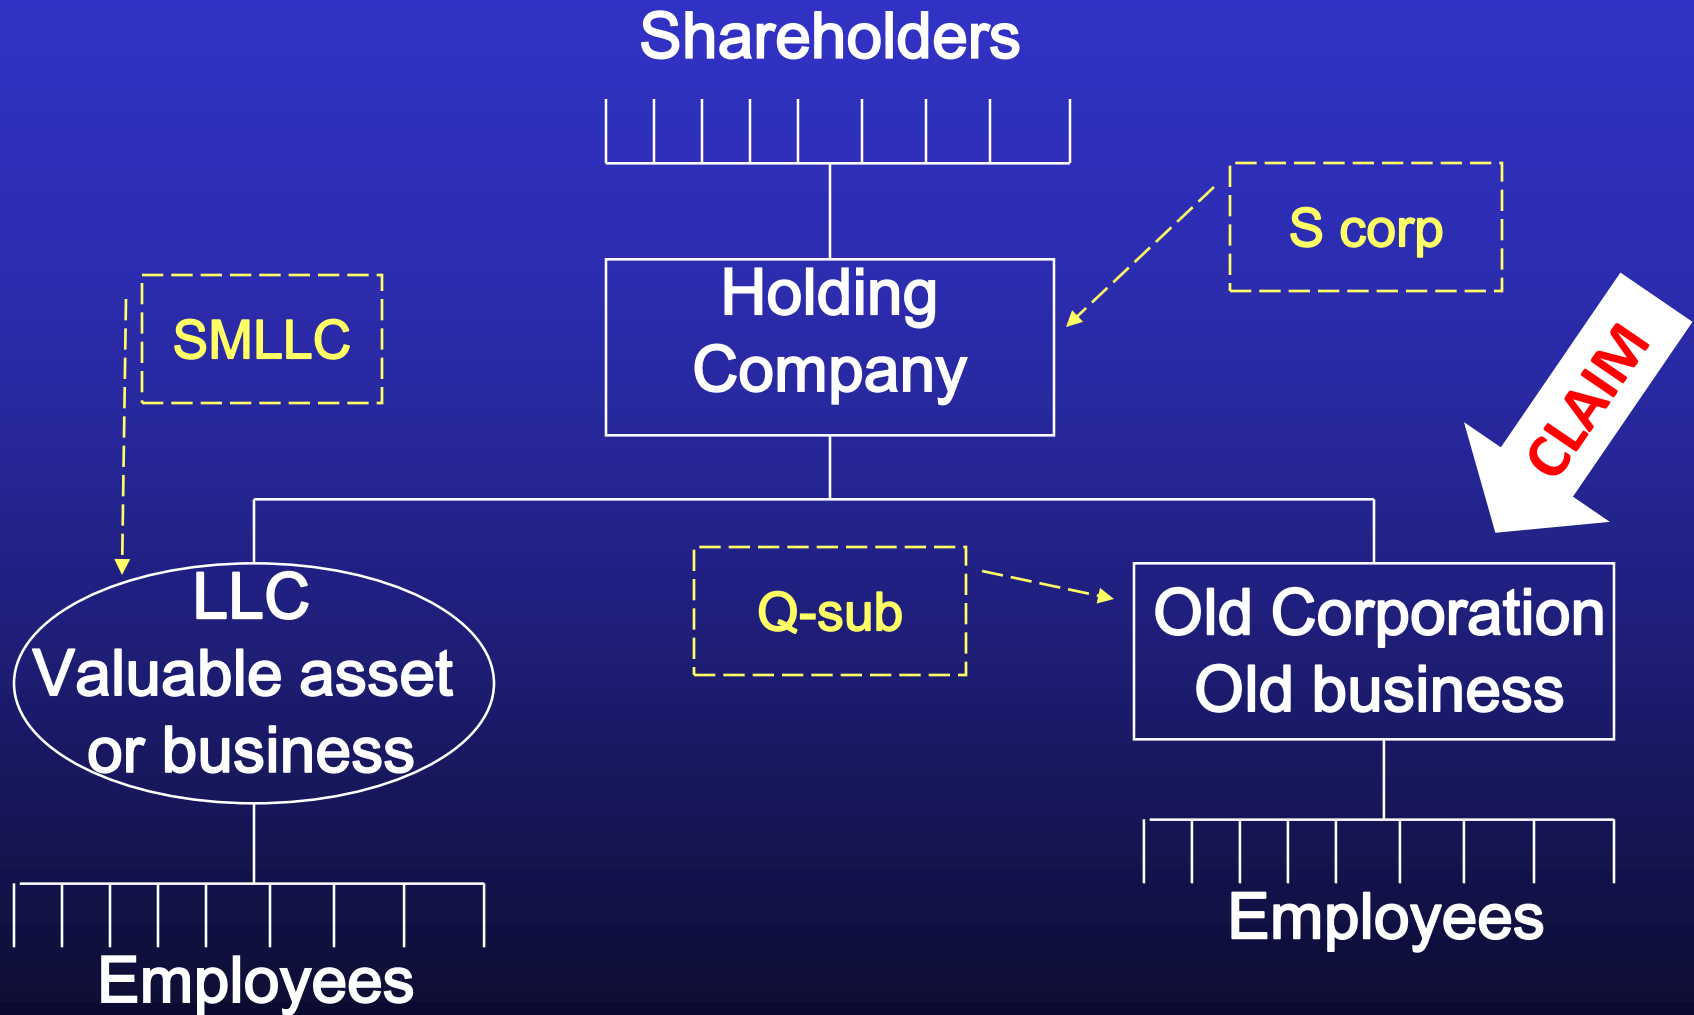 Shareholders
S corp
Holding
Company
SMLLC
CLAIM
Q-sub
LLC
Valuable asset
or business
Old Corporation
Old business
Employees
Employees